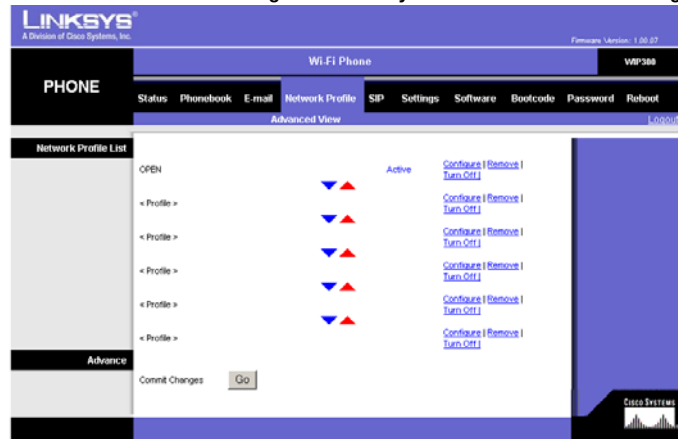 LINKSYS®
A Division of Cisco Systems, Inc.
Firmware Version: 1.00.07
Wi-Fi Phone
WIP300
PHONE
Status Phonebook E-mail Network Profile SIP Settings Software Bootcode Password Reboot
Advanced View
Logout
Network Profile List
OPEN Active Configure | Remove |
Turn Off |
< Profile > Configure | Remove |
Turn Off |
< Profile > Configure | Remove |
Turn Off |
< Profile > Configure | Remove |
Turn Off |
< Profile > Configure | Remove |
Turn Off |
< Profile > Configure | Remove |
Turn Off |
Advance
Commit Changes Go
CISCO SYSTEMS